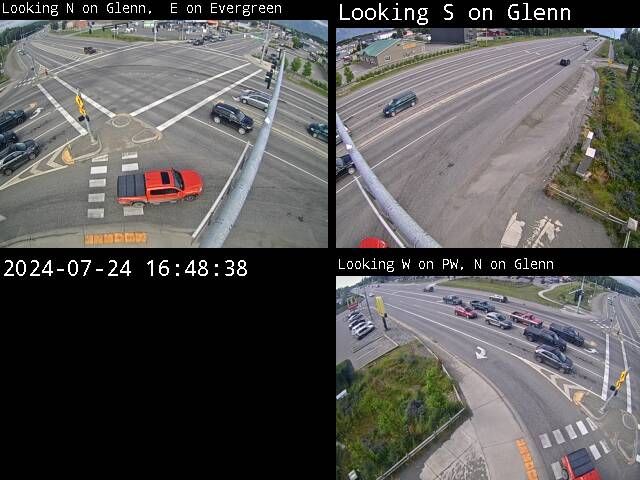 Looking N on Glenn,  E on Evergreen
Looking S on Glenn
2024-07-24 16:48:38
Looking W on PW, N on Glenn